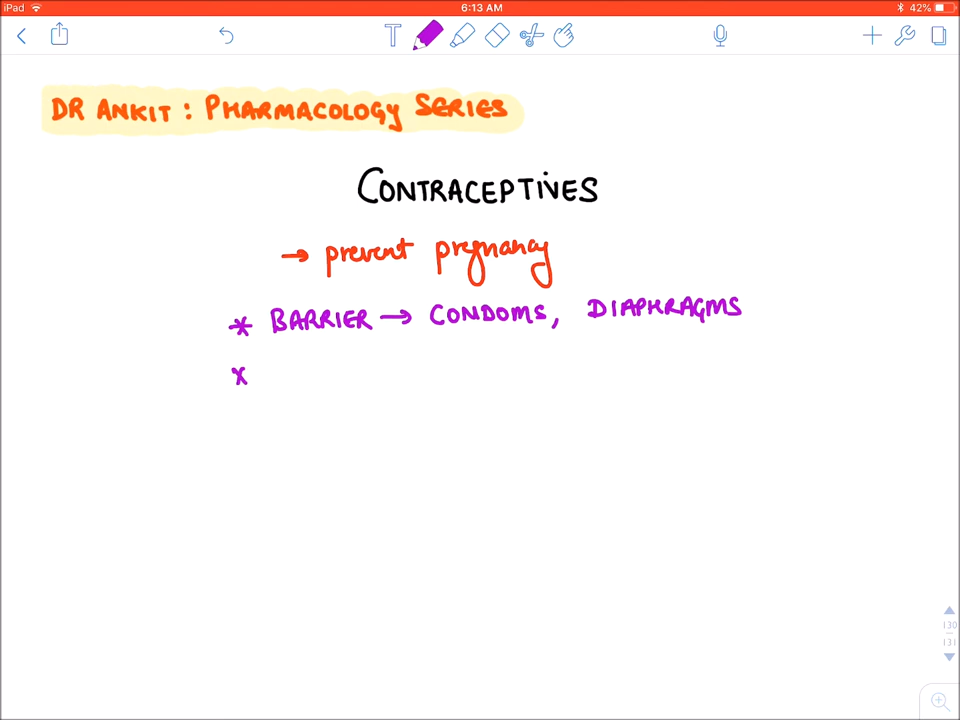 iPad 6:13 AM 42%
DR ANKIT : PHARMACOLOGY SERIES
CONTRACEPTIVES
→ prevent pregnancy
* BARRIER → CONDOMS, DIAPHRAGMS
*
T
130
131